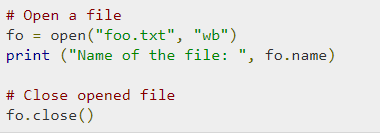 # Open a file
fo = open("foo.txt", "wb")
print ("Name of the file: ", fo.name)
# Close opened file
fo.close()